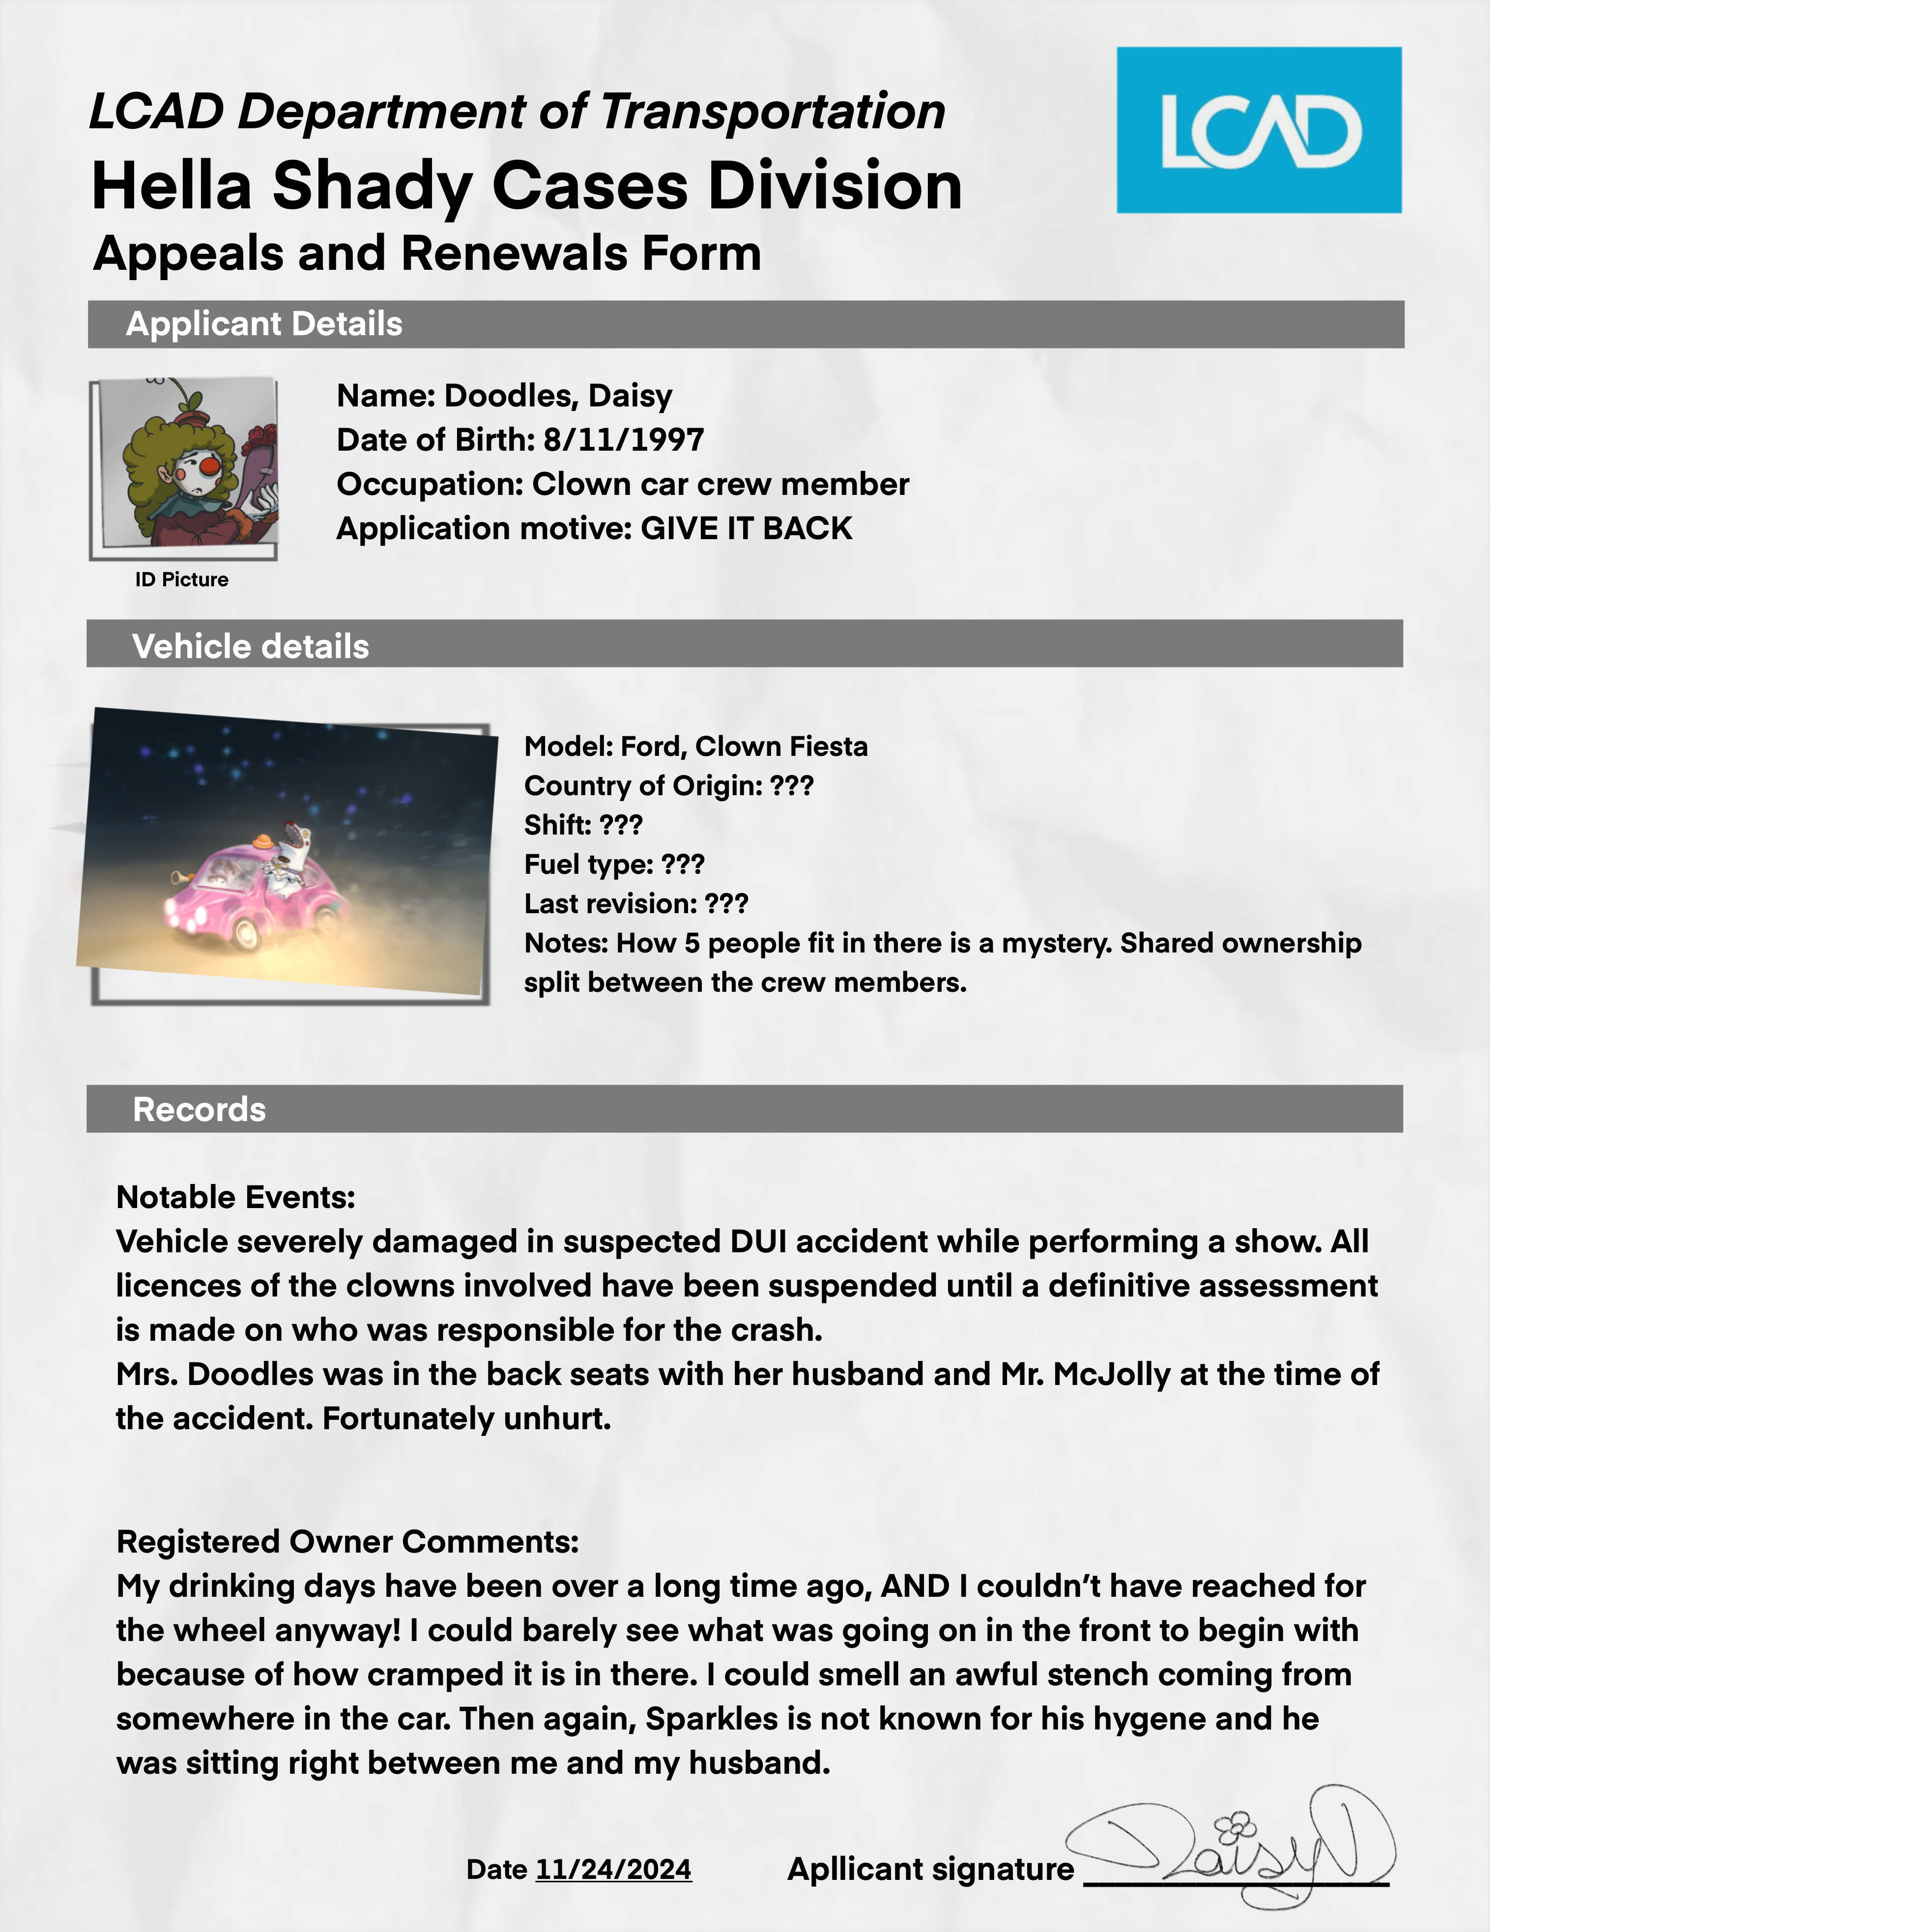 LCAD Department of Transportation
LCAD
Hella Shady Cases Division
Appeals and Renewals Form
Applicant Details
Name: Doodles, Daisy
Date of Birth: 8/11/1997
Occupation: Clown car crew member
Application motive: GIVE IT BACK
ID Picture
Vehicle details
Model: Ford, Clown Fiesta
Country of Origin: ???
Shift: ???
Fuel type: ???
Last revision: ???
Notes: How 5 people fit in there is a mystery. Shared ownership
split between the crew members.
Records
Notable Events:
Vehicle severely damaged in suspected DUI accident while performing a show. All
licences of the clowns involved have been suspended until a definitive assessment
is made on who was responsible for the crash.
Mrs. Doodles was in the back seats with her husband and Mr. McJolly at the time of
the accident. Fortunately unhurt.
Registered Owner Comments:
My drinking days have been over a long time ago, AND I couldn't have reached for
the wheel anyway! I could barely see what was going on in the front to begin with
because of how cramped it is in there. I could smell an awful stench coming from
somewhere in the car. Then again, Sparkles is not known for his hygene and he
was sitting right between me and my husband.
Date 11/24/2024
Apllicant signature Daisy D